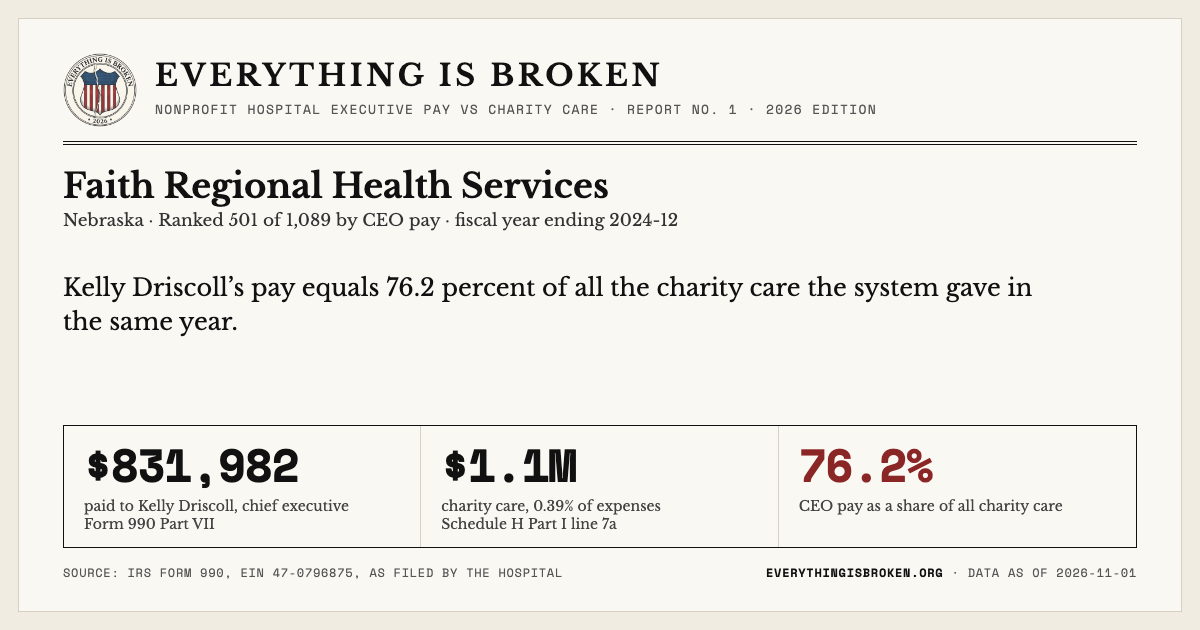 EVERYTHING IS BROKEN
2026
EVERYTHING IS BROKEN
NONPROFIT HOSPITAL EXECUTIVE PAY VS CHARITY CARE · REPORT NO. 1 · 2026 EDITION
Faith Regional Health Services
Nebraska · Ranked 501 of 1,089 by CEO pay · fiscal year ending 2024-12
Kelly Driscoll’s pay equals 76.2 percent of all the charity care the system gave in
the same year.
$831,982
paid to Kelly Driscoll, chief executive
Form 990 Part VII
$1.1M
charity care, 0.39% of expenses
Schedule H Part I line 7a
76.2%
CEO pay as a share of all charity care
SOURCE: IRS FORM 990, EIN 47-0796875, AS FILED BY THE HOSPITAL
EVERYTHINGISBROKEN.ORG · DATA AS OF 2026-11-01